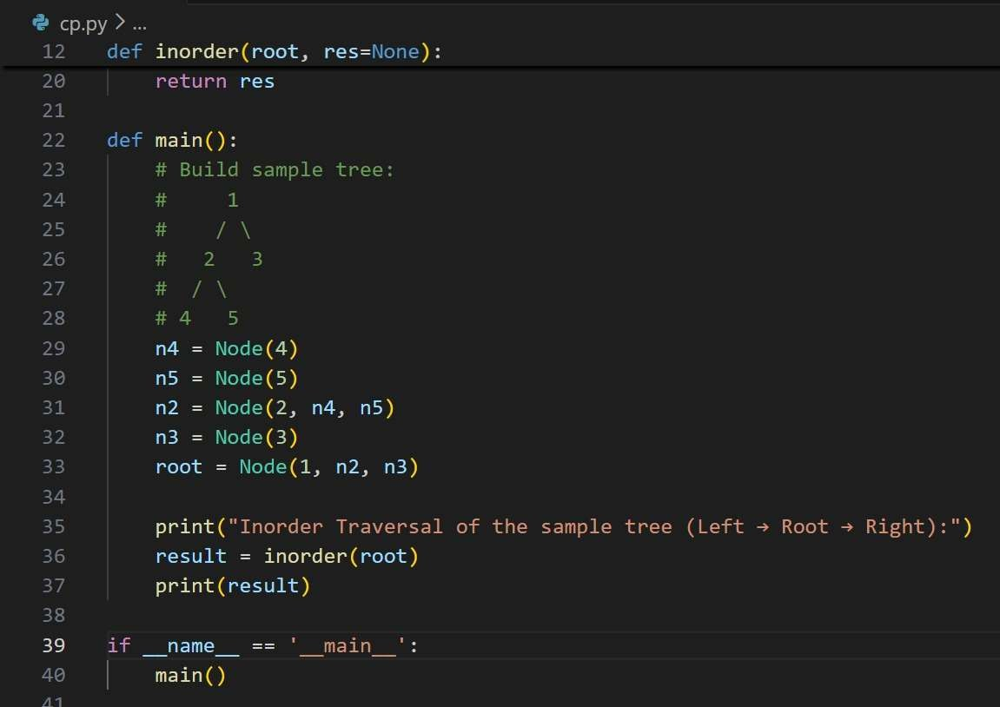 cp.py > ...
12 def inorder(root, res=None):
20     return res
21
22 def main():
23     # Build sample tree:
24     #     1
25     #    / \
26     #   2   3
27     #  / \
28     # 4   5
29     n4 = Node(4)
30     n5 = Node(5)
31     n2 = Node(2, n4, n5)
32     n3 = Node(3)
33     root = Node(1, n2, n3)
34
35     print("Inorder Traversal of the sample tree (Left → Root → Right):")
36     result = inorder(root)
37     print(result)
38
39 if __name__ == '__main__':
40     main()
41